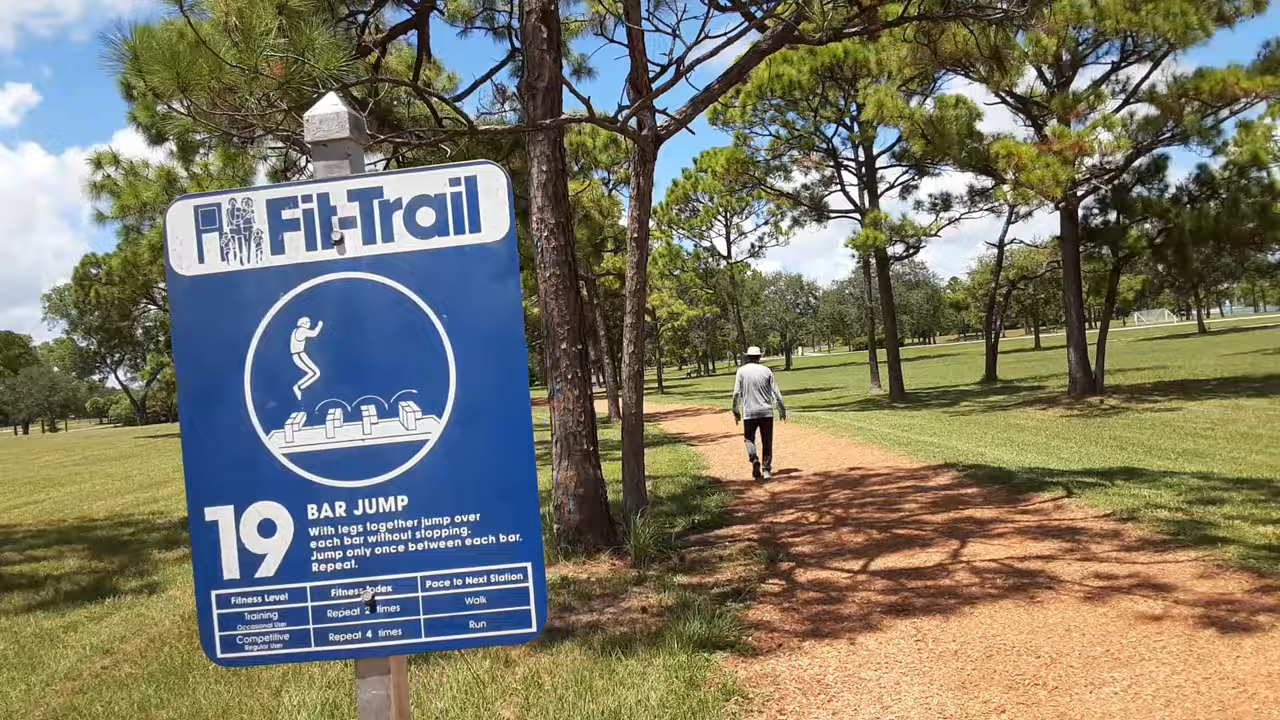 Fit-Trail
19
BAR JUMP
With legs together jump over
each bar without stopping.
Jump only once between each bar.
Repeat.
Fitness Level Fitness Index Pace to Next Station
Training Repeat 2 times Walk
Occasional User
Competitive Repeat 4 times Run
Regular User